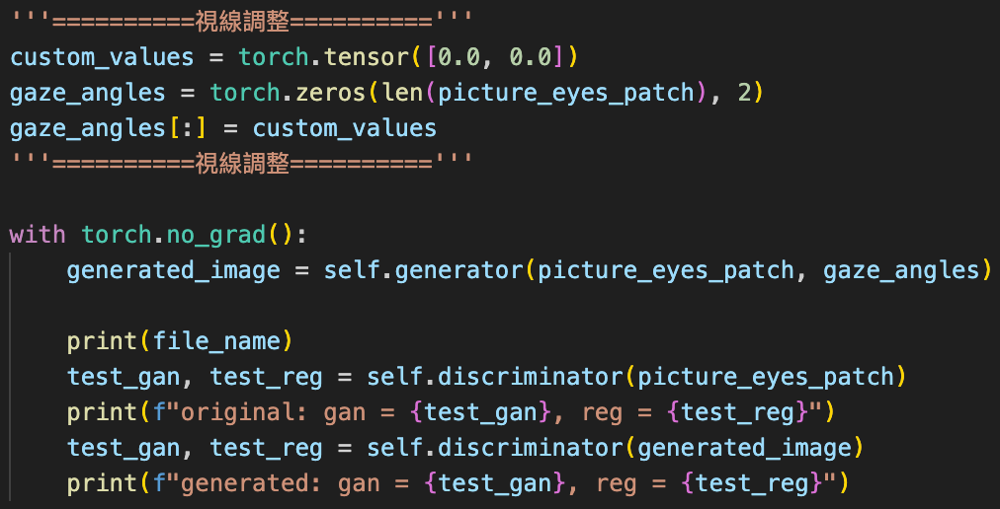 '''==========視線調整=========='''
custom_values = torch.tensor([0.0, 0.0])
gaze_angles = torch.zeros(len(picture_eyes_patch), 2)
gaze_angles[:] = custom_values
'''==========視線調整=========='''
with torch.no_grad():
    generated_image = self.generator(picture_eyes_patch, gaze_angles)
    print(file_name)
    test_gan, test_reg = self.discriminator(picture_eyes_patch)
    print(f"original: gan = {test_gan}, reg = {test_reg}")
    test_gan, test_reg = self.discriminator(generated_image)
    print(f"generated: gan = {test_gan}, reg = {test_reg}")